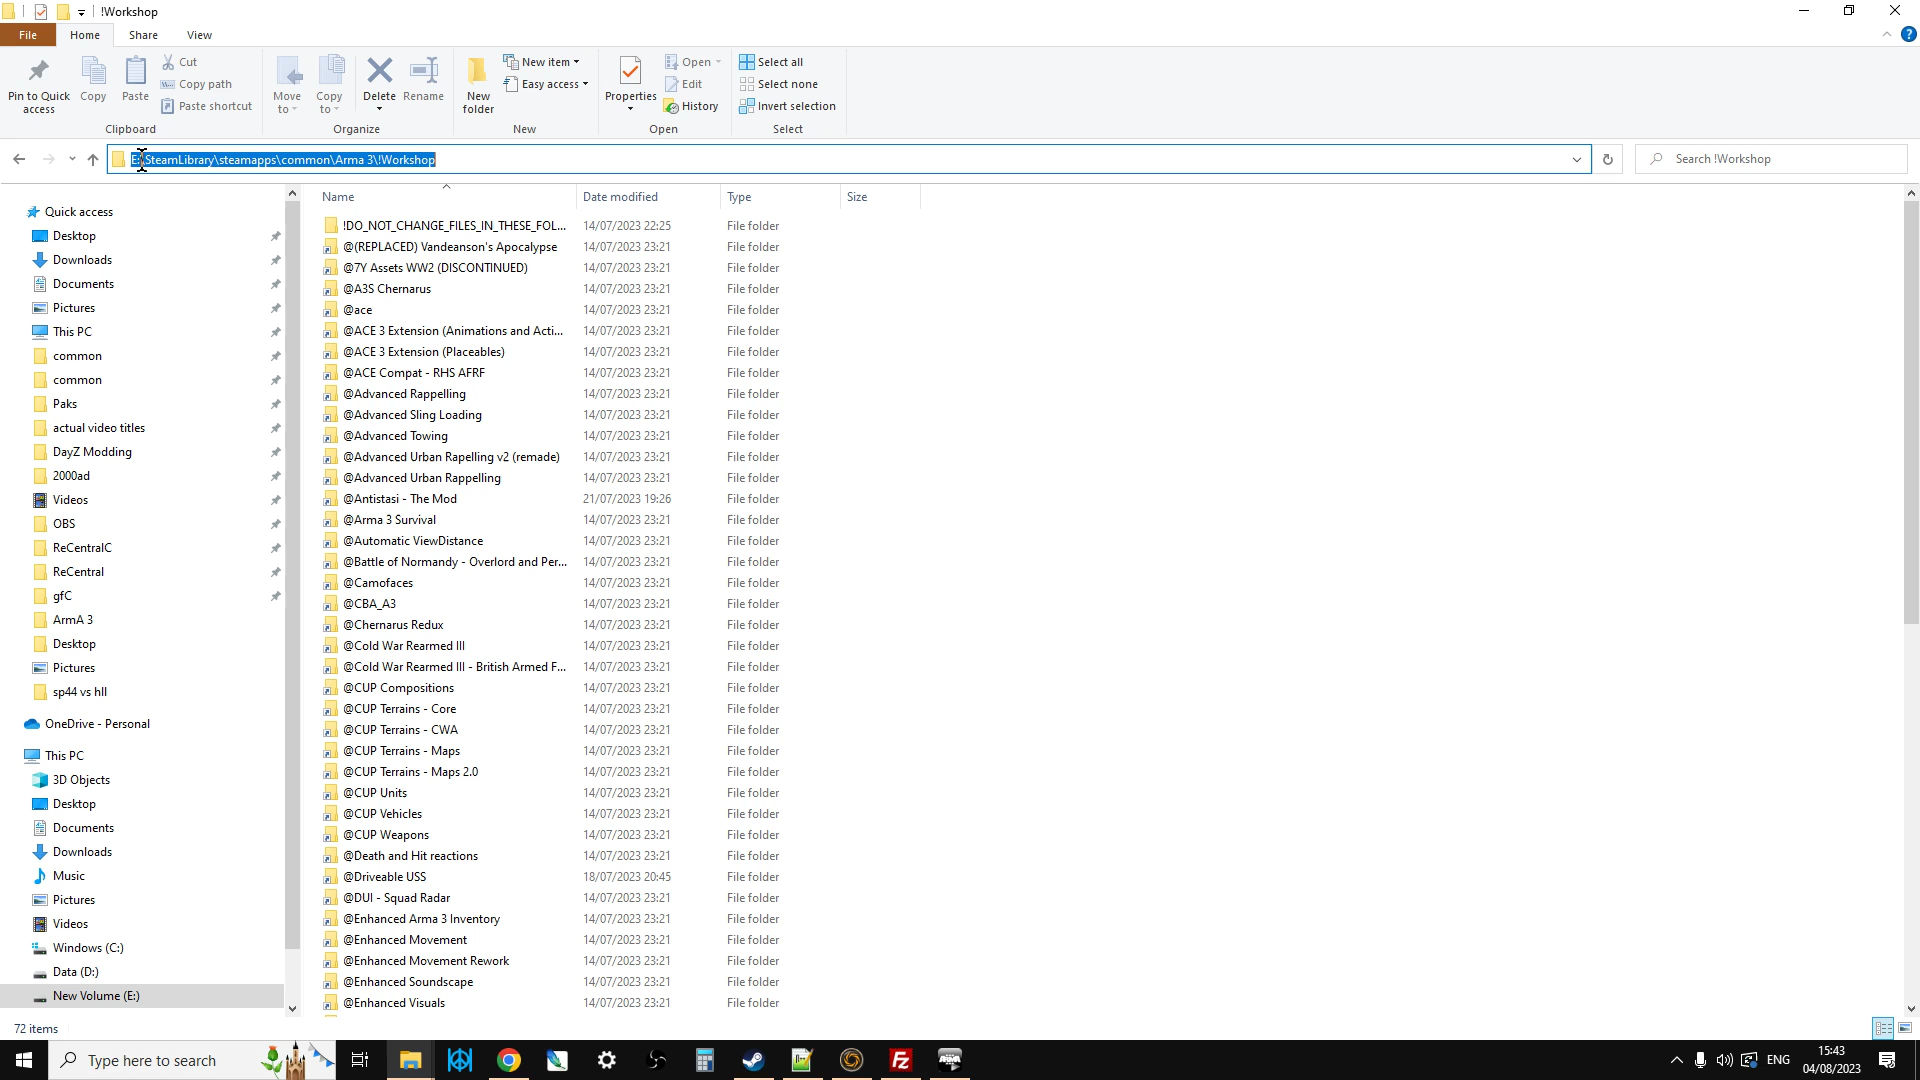 !Workshop
File Home Share View
Pin to Quick access
Copy
Paste
Cut
Copy path
Paste shortcut
Clipboard
Move to
Copy to
Delete
Rename
Organize
New folder
New item
Easy access
New
Properties
Open
Edit
History
Open
Select all
Select none
Invert selection
Select
E:\SteamLibrary\steamapps\common\Arma 3\!Workshop
Search !Workshop
Quick access
Desktop
Downloads
Documents
Pictures
This PC
common
common
Paks
actual video titles
DayZ Modding
2000ad
Videos
OBS
ReCentralC
ReCentral
gfC
ArmA 3
Desktop
Pictures
sp44 vs hll
OneDrive - Personal
This PC
3D Objects
Desktop
Documents
Downloads
Music
Pictures
Videos
Windows (C:)
Data (D:)
New Volume (E:)
Name Date modified Type Size
!DO_NOT_CHANGE_FILES_IN_THESE_FOL... 14/07/2023 22:25 File folder
@(REPLACED) Vandeanson's Apocalypse 14/07/2023 23:21 File folder
@7Y Assets WW2 (DISCONTINUED) 14/07/2023 23:21 File folder
@A3S Chernarus 14/07/2023 23:21 File folder
@ace 14/07/2023 23:21 File folder
@ACE 3 Extension (Animations and Acti... 14/07/2023 23:21 File folder
@ACE 3 Extension (Placeables) 14/07/2023 23:21 File folder
@ACE Compat - RHS AFRF 14/07/2023 23:21 File folder
@Advanced Rappelling 14/07/2023 23:21 File folder
@Advanced Sling Loading 14/07/2023 23:21 File folder
@Advanced Towing 14/07/2023 23:21 File folder
@Advanced Urban Rapelling v2 (remade) 14/07/2023 23:21 File folder
@Advanced Urban Rappelling 14/07/2023 23:21 File folder
@Antistasi - The Mod 21/07/2023 19:26 File folder
@Arma 3 Survival 14/07/2023 23:21 File folder
@Automatic ViewDistance 14/07/2023 23:21 File folder
@Battle of Normandy - Overlord and Per... 14/07/2023 23:21 File folder
@Camofaces 14/07/2023 23:21 File folder
@CBA_A3 14/07/2023 23:21 File folder
@Chernarus Redux 14/07/2023 23:21 File folder
@Cold War Rearmed III 14/07/2023 23:21 File folder
@Cold War Rearmed III - British Armed F... 14/07/2023 23:21 File folder
@CUP Compositions 14/07/2023 23:21 File folder
@CUP Terrains - Core 14/07/2023 23:21 File folder
@CUP Terrains - CWA 14/07/2023 23:21 File folder
@CUP Terrains - Maps 14/07/2023 23:21 File folder
@CUP Terrains - Maps 2.0 14/07/2023 23:21 File folder
@CUP Units 14/07/2023 23:21 File folder
@CUP Vehicles 14/07/2023 23:21 File folder
@CUP Weapons 14/07/2023 23:21 File folder
@Death and Hit reactions 14/07/2023 23:21 File folder
@Driveable USS 18/07/2023 20:45 File folder
@DUI - Squad Radar 14/07/2023 23:21 File folder
@Enhanced Arma 3 Inventory 14/07/2023 23:21 File folder
@Enhanced Movement 14/07/2023 23:21 File folder
@Enhanced Movement Rework 14/07/2023 23:21 File folder
@Enhanced Soundscape 14/07/2023 23:21 File folder
@Enhanced Visuals 14/07/2023 23:21 File folder
72 items
Type here to search
ENG
15:43
04/08/2023